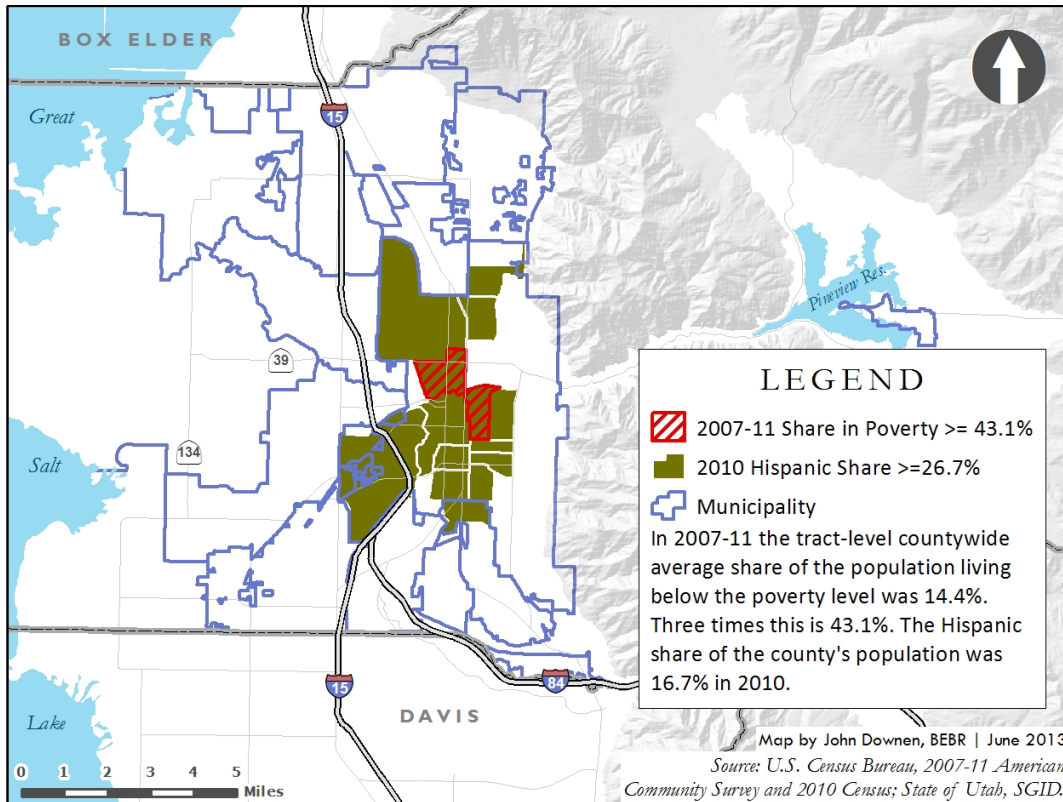 BOX ELDER
Great
15
Pineview Res.
39
134
Salt
LEGEND
2007-11 Share in Poverty >= 43.1%
2010 Hispanic Share >=26.7%
Municipality
In 2007-11 the tract-level countywide
average share of the population living
below the poverty level was 14.4%.
Three times this is 43.1%. The Hispanic
share of the county's population was
16.7% in 2010.
15
84
Lake
DAVIS
0 1 2 3 4 5
Miles
Map by John Downen, BEBR | June 2013
Source: U.S. Census Bureau, 2007-11 American
Community Survey and 2010 Census; State of Utah, SGID.